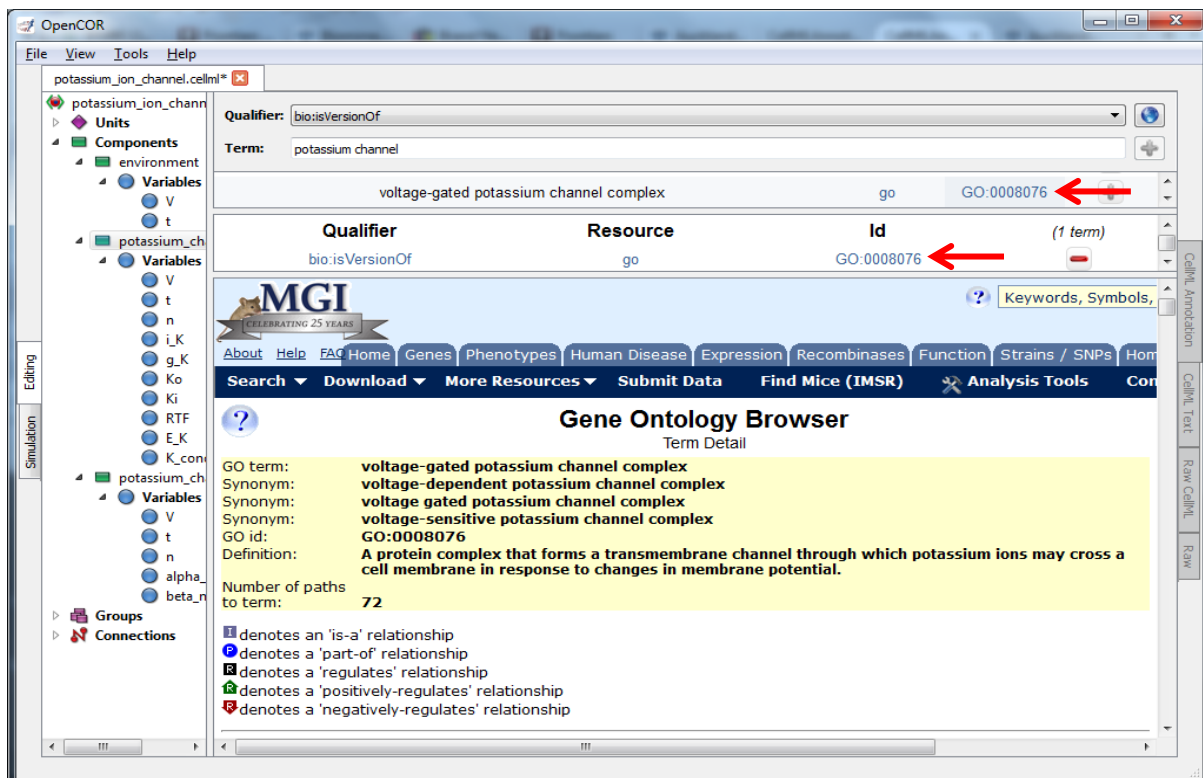 OpenCOR
File View Tools Help
potassium_ion_channel.cellml*
potassium_ion_chann
Units
Components
environment
Variables
V
t
potassium_ch
Variables
V
t
n
i_K
g_K
Ko
Ki
RTF
E_K
K_con
potassium_ch
Variables
V
t
n
alpha_
beta_n
Groups
Connections
Editing
Simulation
Qualifier: bio:isVersionOf
Term: potassium channel
voltage-gated potassium channel complex go GO:0008076
Qualifier Resource Id (1 term)
bio:isVersionOf go GO:0008076
MGI
CELEBRATING 25 YEARS
? Keywords, Symbols,
About Help FAQ Home Genes Phenotypes Human Disease Expression Recombinases Function Strains / SNPs Hom
Search Download More Resources Submit Data Find Mice (IMSR) Analysis Tools Con
? Gene Ontology Browser
Term Detail
GO term: voltage-gated potassium channel complex
Synonym: voltage-dependent potassium channel complex
Synonym: voltage gated potassium channel complex
Synonym: voltage-sensitive potassium channel complex
GO id: GO:0008076
Definition: A protein complex that forms a transmembrane channel through which potassium ions may cross a
cell membrane in response to changes in membrane potential.
Number of paths
to term: 72
I denotes an 'is-a' relationship
P denotes a 'part-of' relationship
R denotes a 'regulates' relationship
R denotes a 'positively-regulates' relationship
R denotes a 'negatively-regulates' relationship
CellML Annotation
CellML Text
Raw CellML
Raw